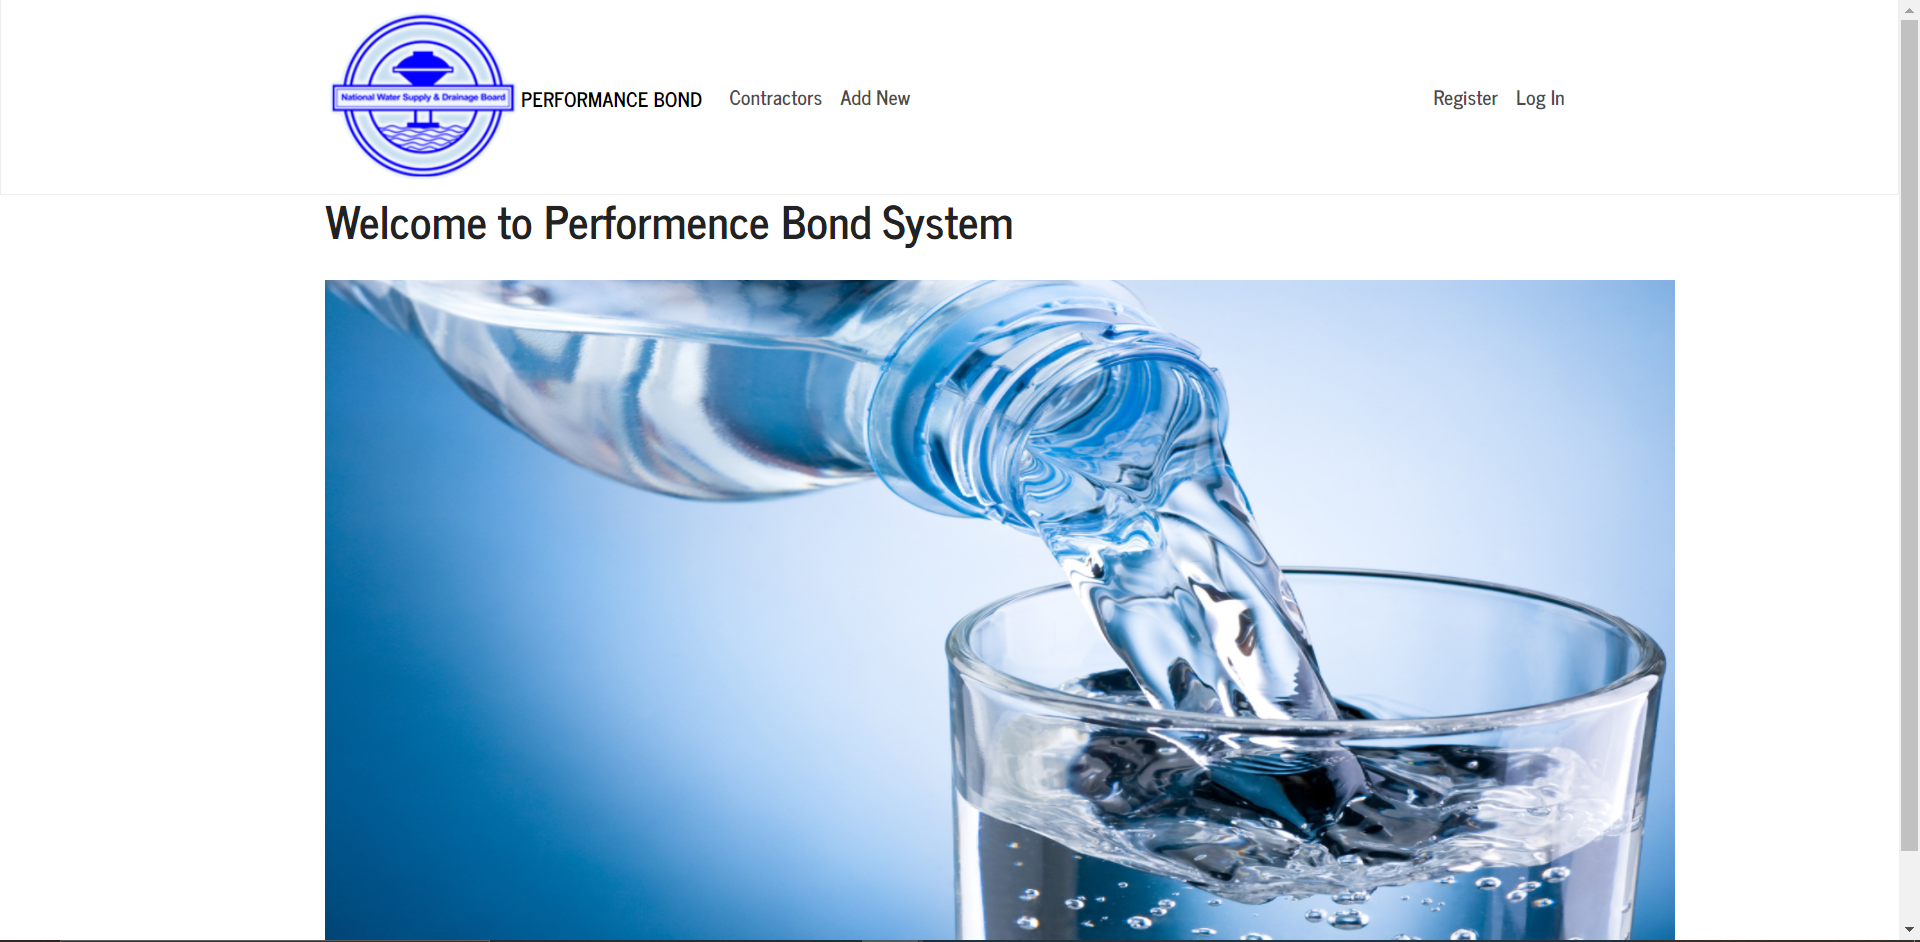 National Water Supply & Drainage Board
PERFORMANCE BOND
Contractors
Add New
Register
Log In
Welcome to Performence Bond System